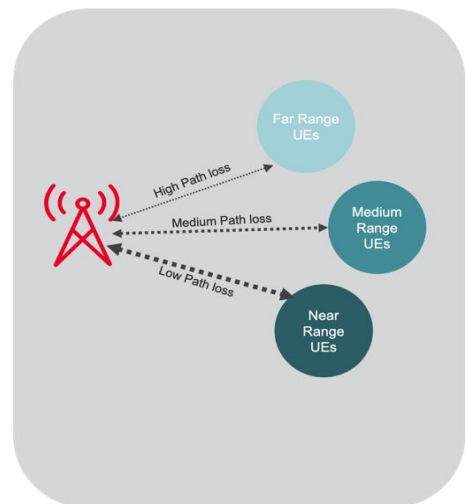 Far Range
UEs
High Path loss
Medium Path loss
Medium
Range
UEs
Low Path loss
Near
Range
UEs